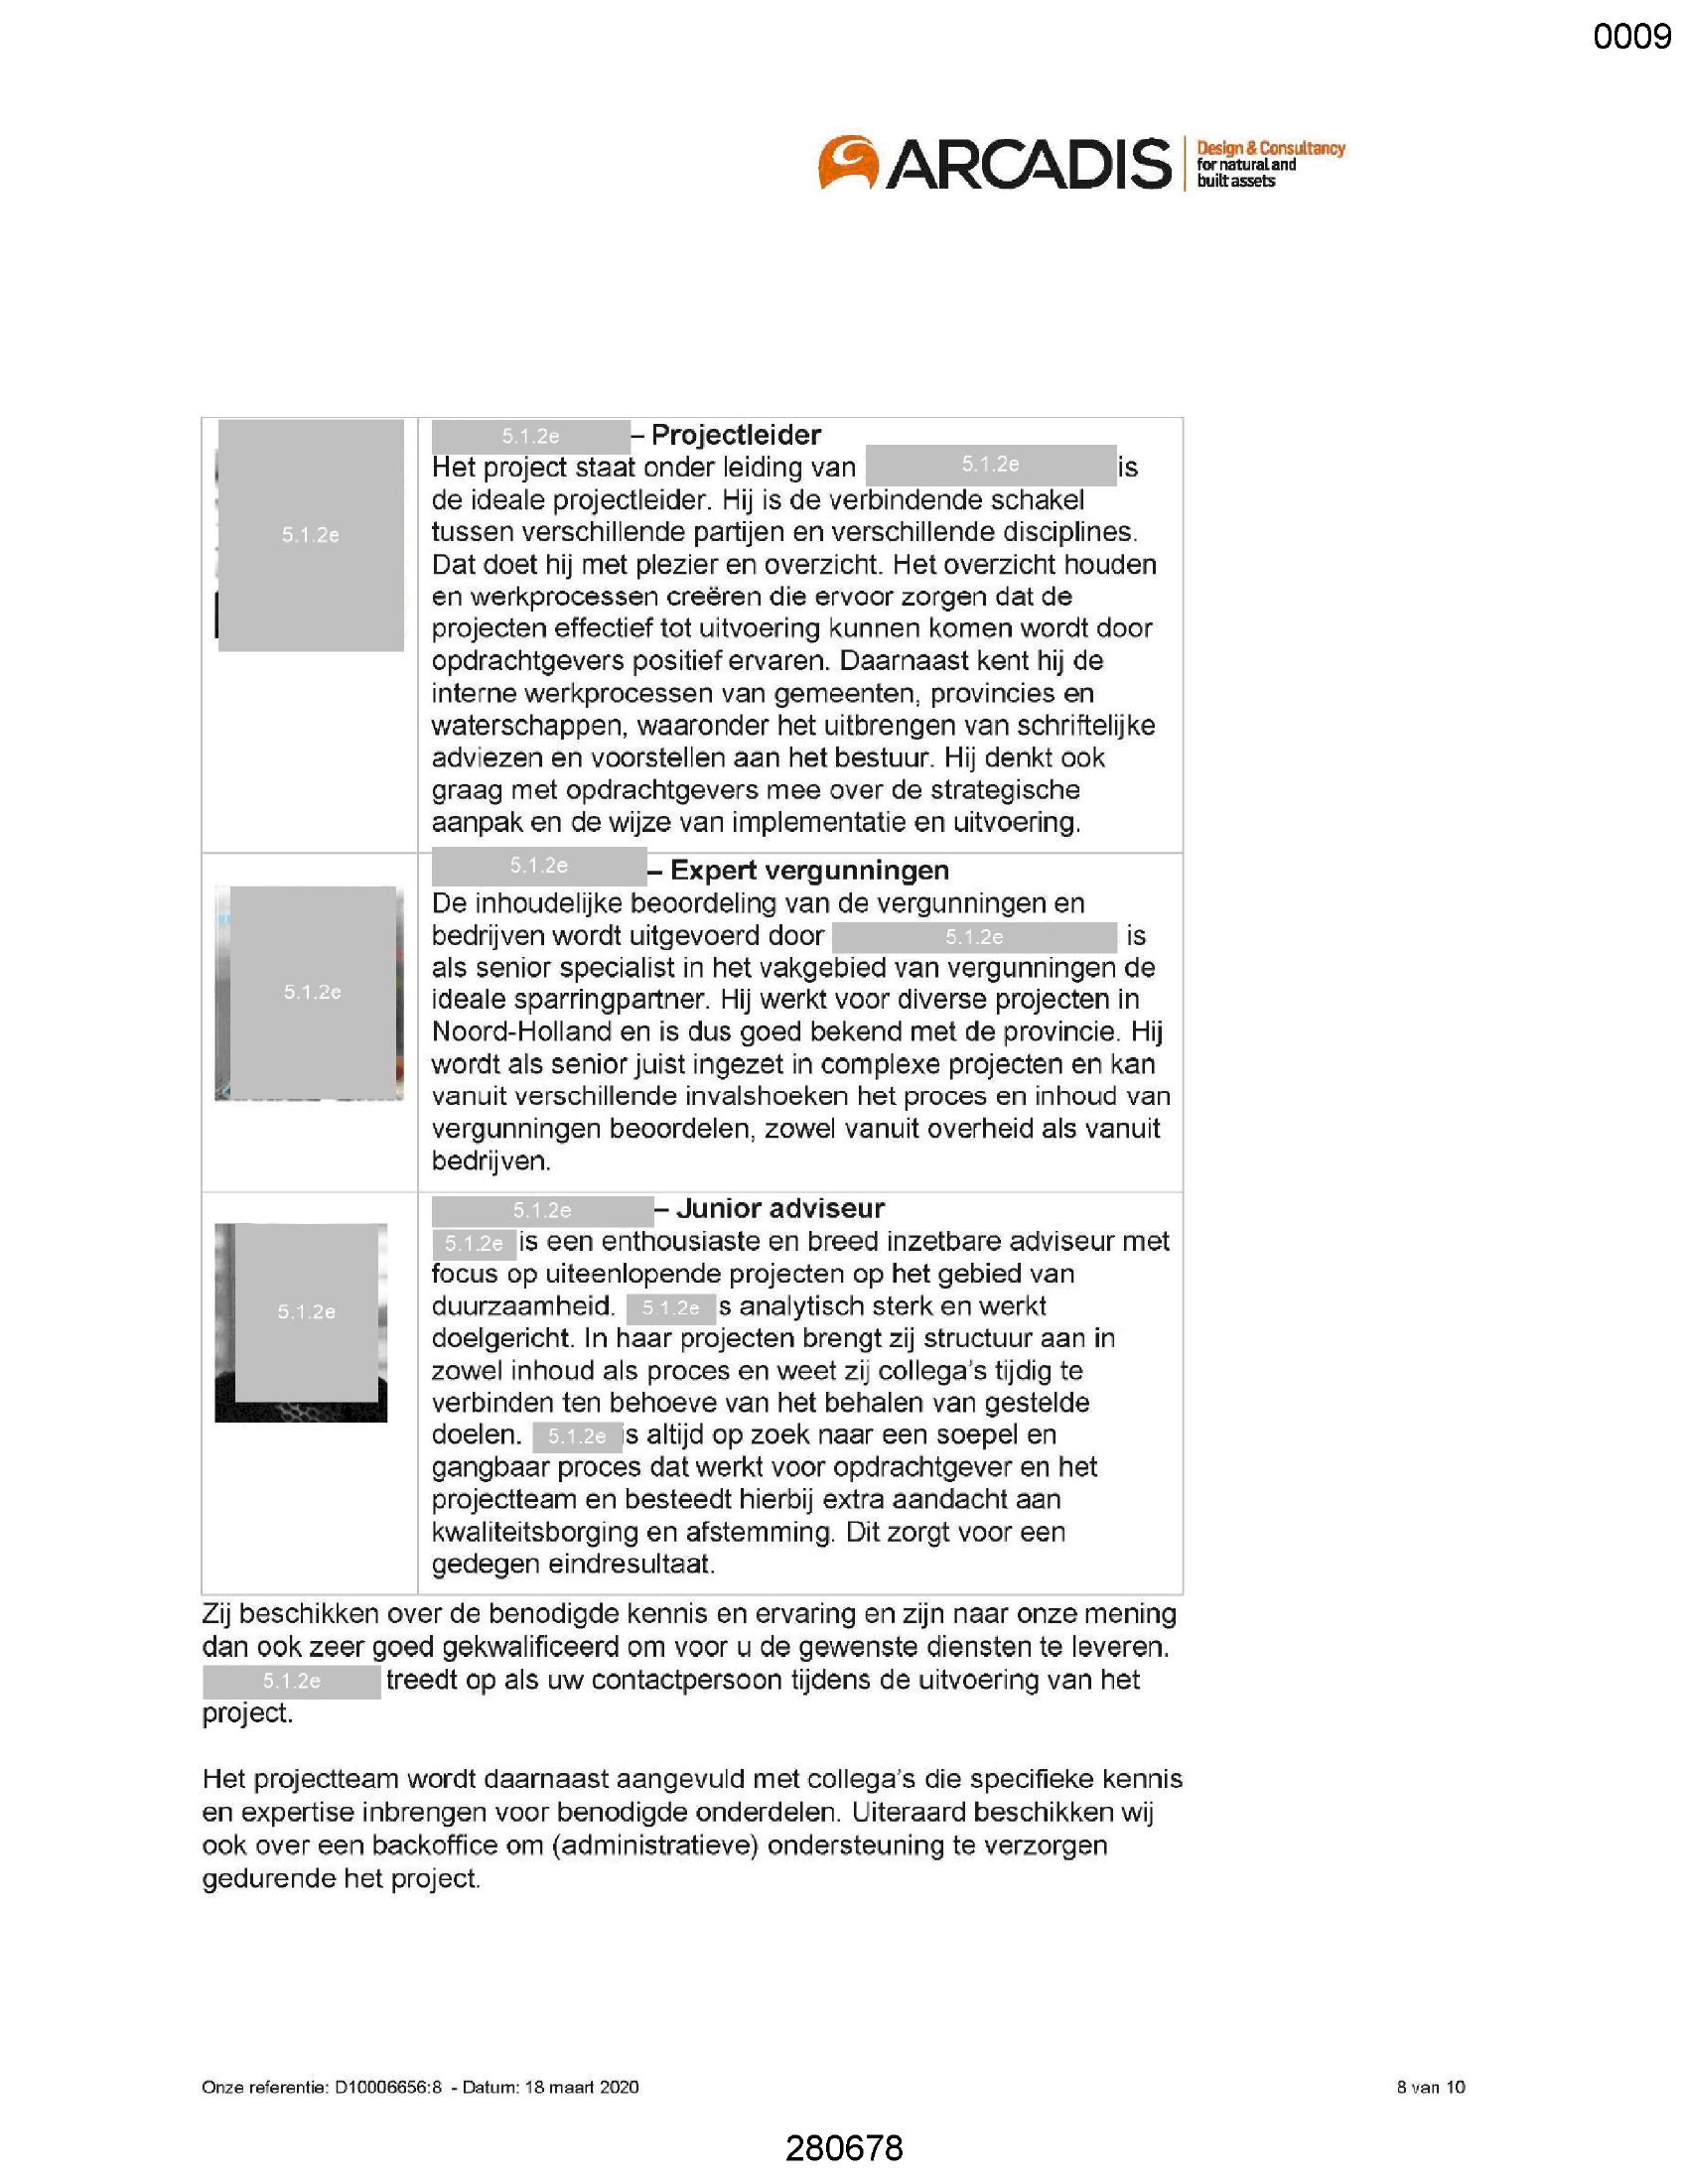 0009
ARCADIS
Design & Consultancy
for natural and
built assets
5.1.2e – Projectleider
Het project staat onder leiding van 5.1.2e is
de ideale projectleider. Hij is de verbindende schakel
5.1.2e
tussen verschillende partijen en verschillende disciplines.
Dat doet hij met plezier en overzicht. Het overzicht houden
en werkprocessen creëren die ervoor zorgen dat de
projecten effectief tot uitvoering kunnen komen wordt door
opdrachtgevers positief ervaren. Daarnaast kent hij de
interne werkprocessen van gemeenten, provincies en
waterschappen, waaronder het uitbrengen van schriftelijke
adviezen en voorstellen aan het bestuur. Hij denkt ook
graag met opdrachtgevers mee over de strategische
aanpak en de wijze van implementatie en uitvoering.
5.1.2e – Expert vergunningen
De inhoudelijke beoordeling van de vergunningen en
bedrijven wordt uitgevoerd door 5.1.2e is
als senior specialist in het vakgebied van vergunningen de
5.1.2e
ideale sparringpartner. Hij werkt voor diverse projecten in
Noord-Holland en is dus goed bekend met de provincie. Hij
wordt als senior juist ingezet in complexe projecten en kan
vanuit verschillende invalshoeken het proces en inhoud van
vergunningen beoordelen, zowel vanuit overheid als vanuit
bedrijven.
5.1.2e – Junior adviseur
5.1.2e is een enthousiaste en breed inzetbare adviseur met
focus op uiteenlopende projecten op het gebied van
5.1.2e
duurzaamheid. 5.1.2e s analytisch sterk en werkt
doelgericht. In haar projecten brengt zij structuur aan in
zowel inhoud als proces en weet zij collega's tijdig te
verbinden ten behoeve van het behalen van gestelde
doelen. 5.1.2e is altijd op zoek naar een soepel en
gangbaar proces dat werkt voor opdrachtgever en het
projectteam en besteedt hierbij extra aandacht aan
kwaliteitsborging en afstemming. Dit zorgt voor een
gedegen eindresultaat.
Zij beschikken over de benodigde kennis en ervaring en zijn naar onze mening
dan ook zeer goed gekwalificeerd om voor u de gewenste diensten te leveren.
5.1.2e treedt op als uw contactpersoon tijdens de uitvoering van het
project.
Het projectteam wordt daarnaast aangevuld met collega's die specifieke kennis
en expertise inbrengen voor benodigde onderdelen. Uiteraard beschikken wij
ook over een backoffice om (administratieve) ondersteuning te verzorgen
gedurende het project.
Onze referentie: D10006656:8 - Datum: 18 maart 2020
8 van 10
280678